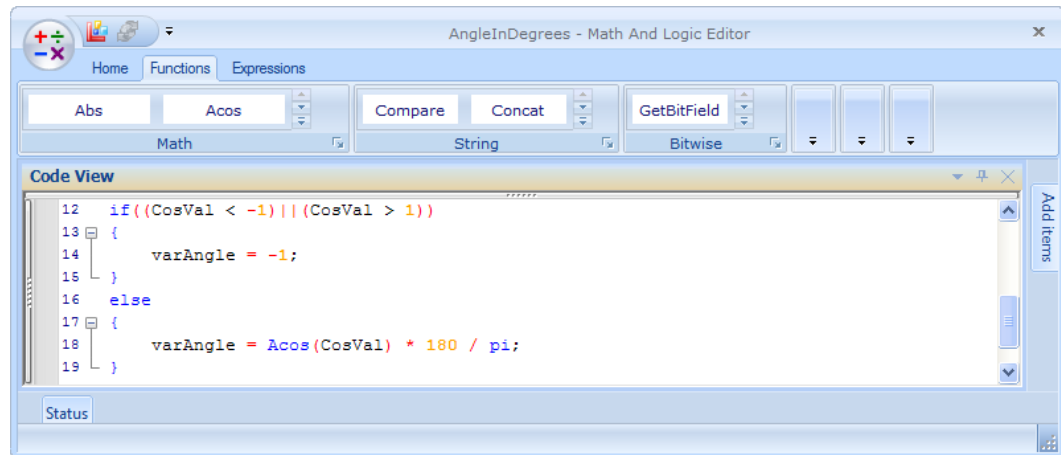 AngleInDegrees - Math And Logic Editor
Home Functions Expressions
Abs Acos Compare Concat GetBitField
Math String Bitwise
Code View
Add items
12 if((CosVal < -1)||(CosVal > 1))
13 {
14 varAngle = -1;
15 }
16 else
17 {
18 varAngle = Acos(CosVal) * 180 / pi;
19 }
Status